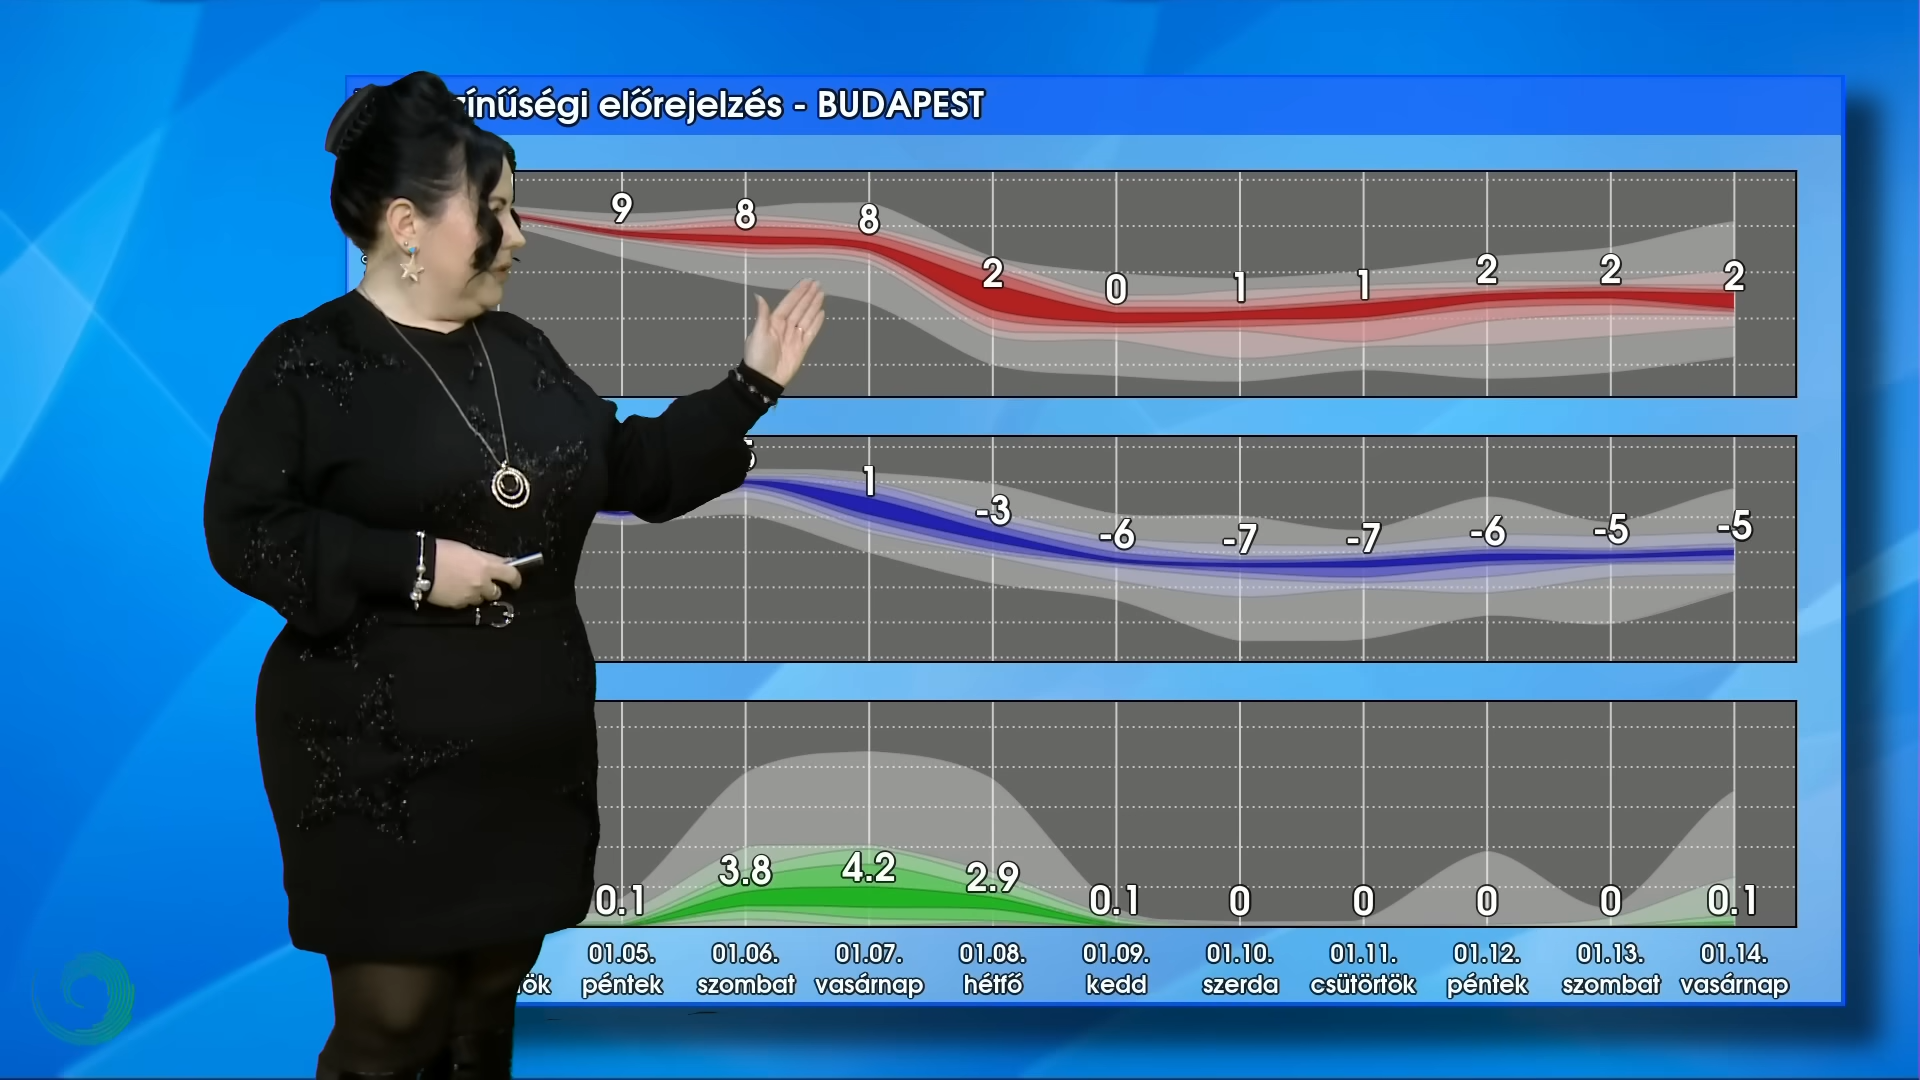 előrejelzés - BUDAPEST
9 8 8 2 0 1 1 2 2 2
1 -3 -6 -7 -7 -6 -5 -5
0.1 3.8 4.2 2.9 0.1 0 0 0 0 0.1
01.05. 01.06. 01.07. 01.08. 01.09. 01.10. 01.11. 01.12. 01.13. 01.14.
péntek szombat vasárnap hétfő kedd szerda csütörtök péntek szombat vasárnap